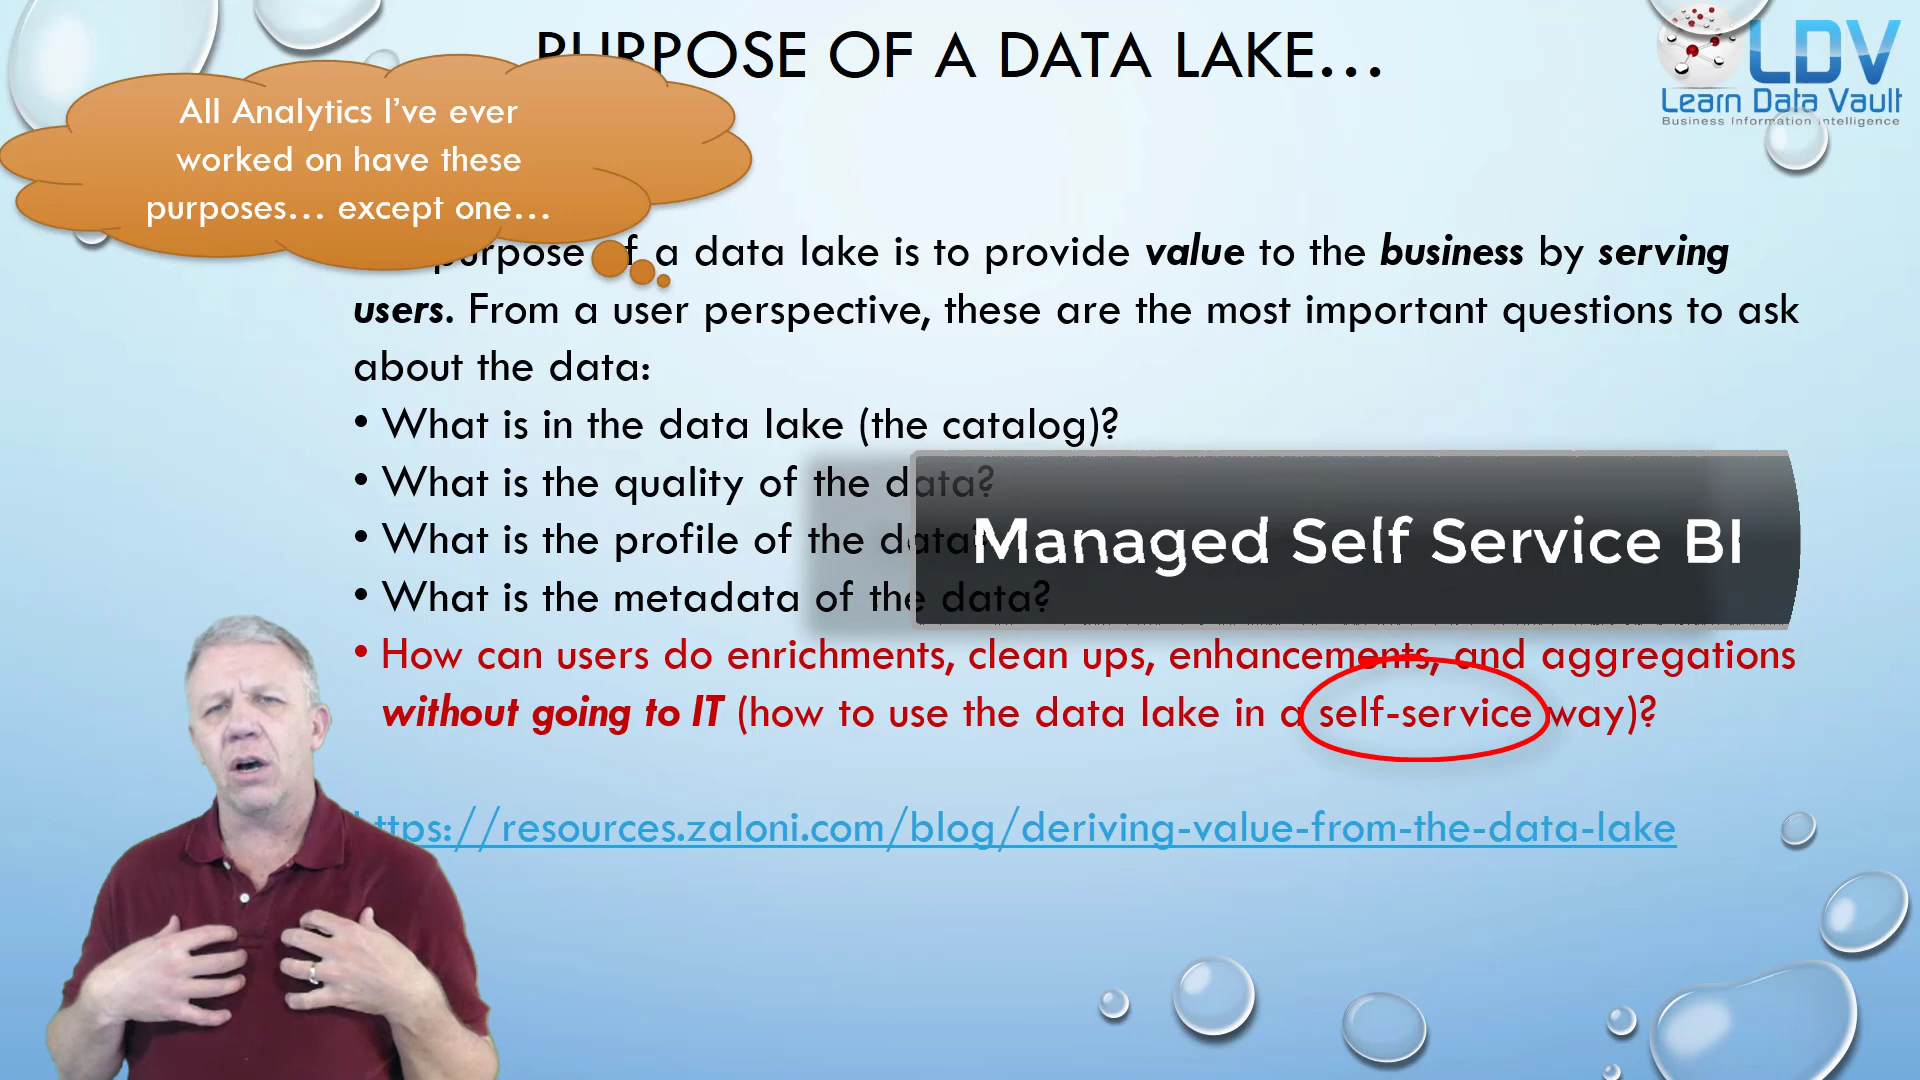 PURPOSE OF A DATA LAKE…
LDV
Learn Data Vault
Business Information Intelligence
All Analytics I've ever
worked on have these
purposes… except one…
purpose of a data lake is to provide value to the business by serving
users. From a user perspective, these are the most important questions to ask
about the data:
• What is in the data lake (the catalog)?
• What is the quality of the data?
• What is the profile of the data?
• What is the metadata of the data?
Managed Self Service BI
• How can users do enrichments, clean ups, enhancements, and aggregations
without going to IT (how to use the data lake in a self-service way)?
https://resources.zaloni.com/blog/deriving-value-from-the-data-lake